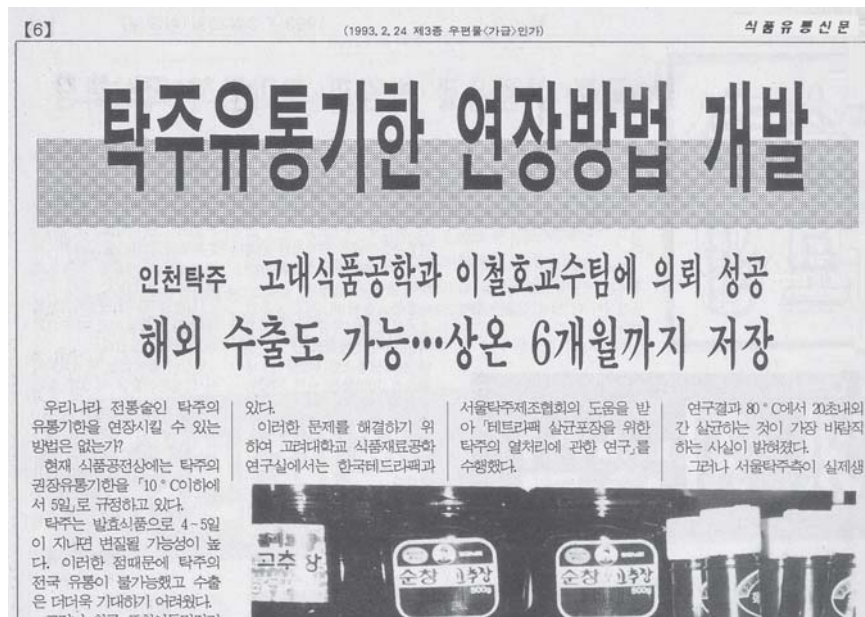 【6】
(1993. 2. 24 제3종 우편물〈가급〉인가)
식품유통신문
탁주유통기한 연장방법 개발
인천탁주 고대식품공학과 이철호교수팀에 의뢰 성공
해외 수출도 가능…상온 6개월까지 저장
우리나라 전통술인 탁주의
유통기한을 연장시킬 수 있는
방법은 없는가?
현재 식품공전상에는 탁주의
권장유통기한을 「10°C이하에
서 5일」로 규정하고 있다.
탁주는 발효식품으로 4~5일
이 지나면 변질될 가능성이 높
다. 이러한 점때문에 탁주의
전국 유통이 불가능했고 수출
은 더더욱 기대하기 어려웠다.
있다.
이러한 문제를 해결하기 위
하여 고려대학교 식품재료공학
연구실에서는 한국테드라팩과
서울탁주제조협회의 도움을 받
아 「테트라팩 살균포장을 위한
탁주의 열처리에 관한 연구」를
수행했다.
연구결과 80°C에서 20초내외
간 살균하는 것이 가장 바람직
하는 사실이 밝혀졌다.
그러나 서울탁주측이 실제생
고추장
순창 고추장
500g
순창 고추장
500g